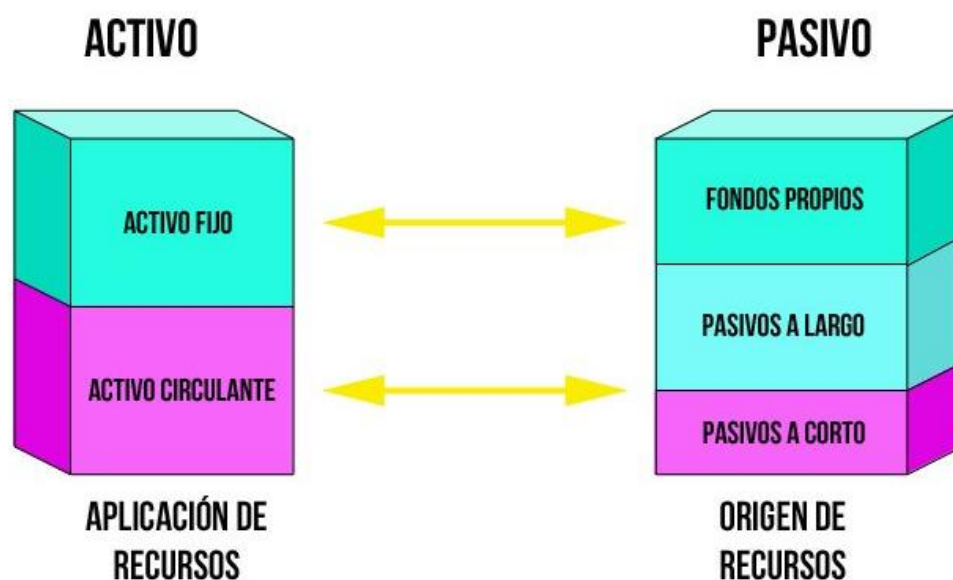 ACTIVO
PASIVO
ACTIVO FIJO
ACTIVO CIRCULANTE
FONDOS PROPIOS
PASIVOS A LARGO
PASIVOS A CORTO
APLICACIÓN DE
RECURSOS
ORIGEN DE
RECURSOS